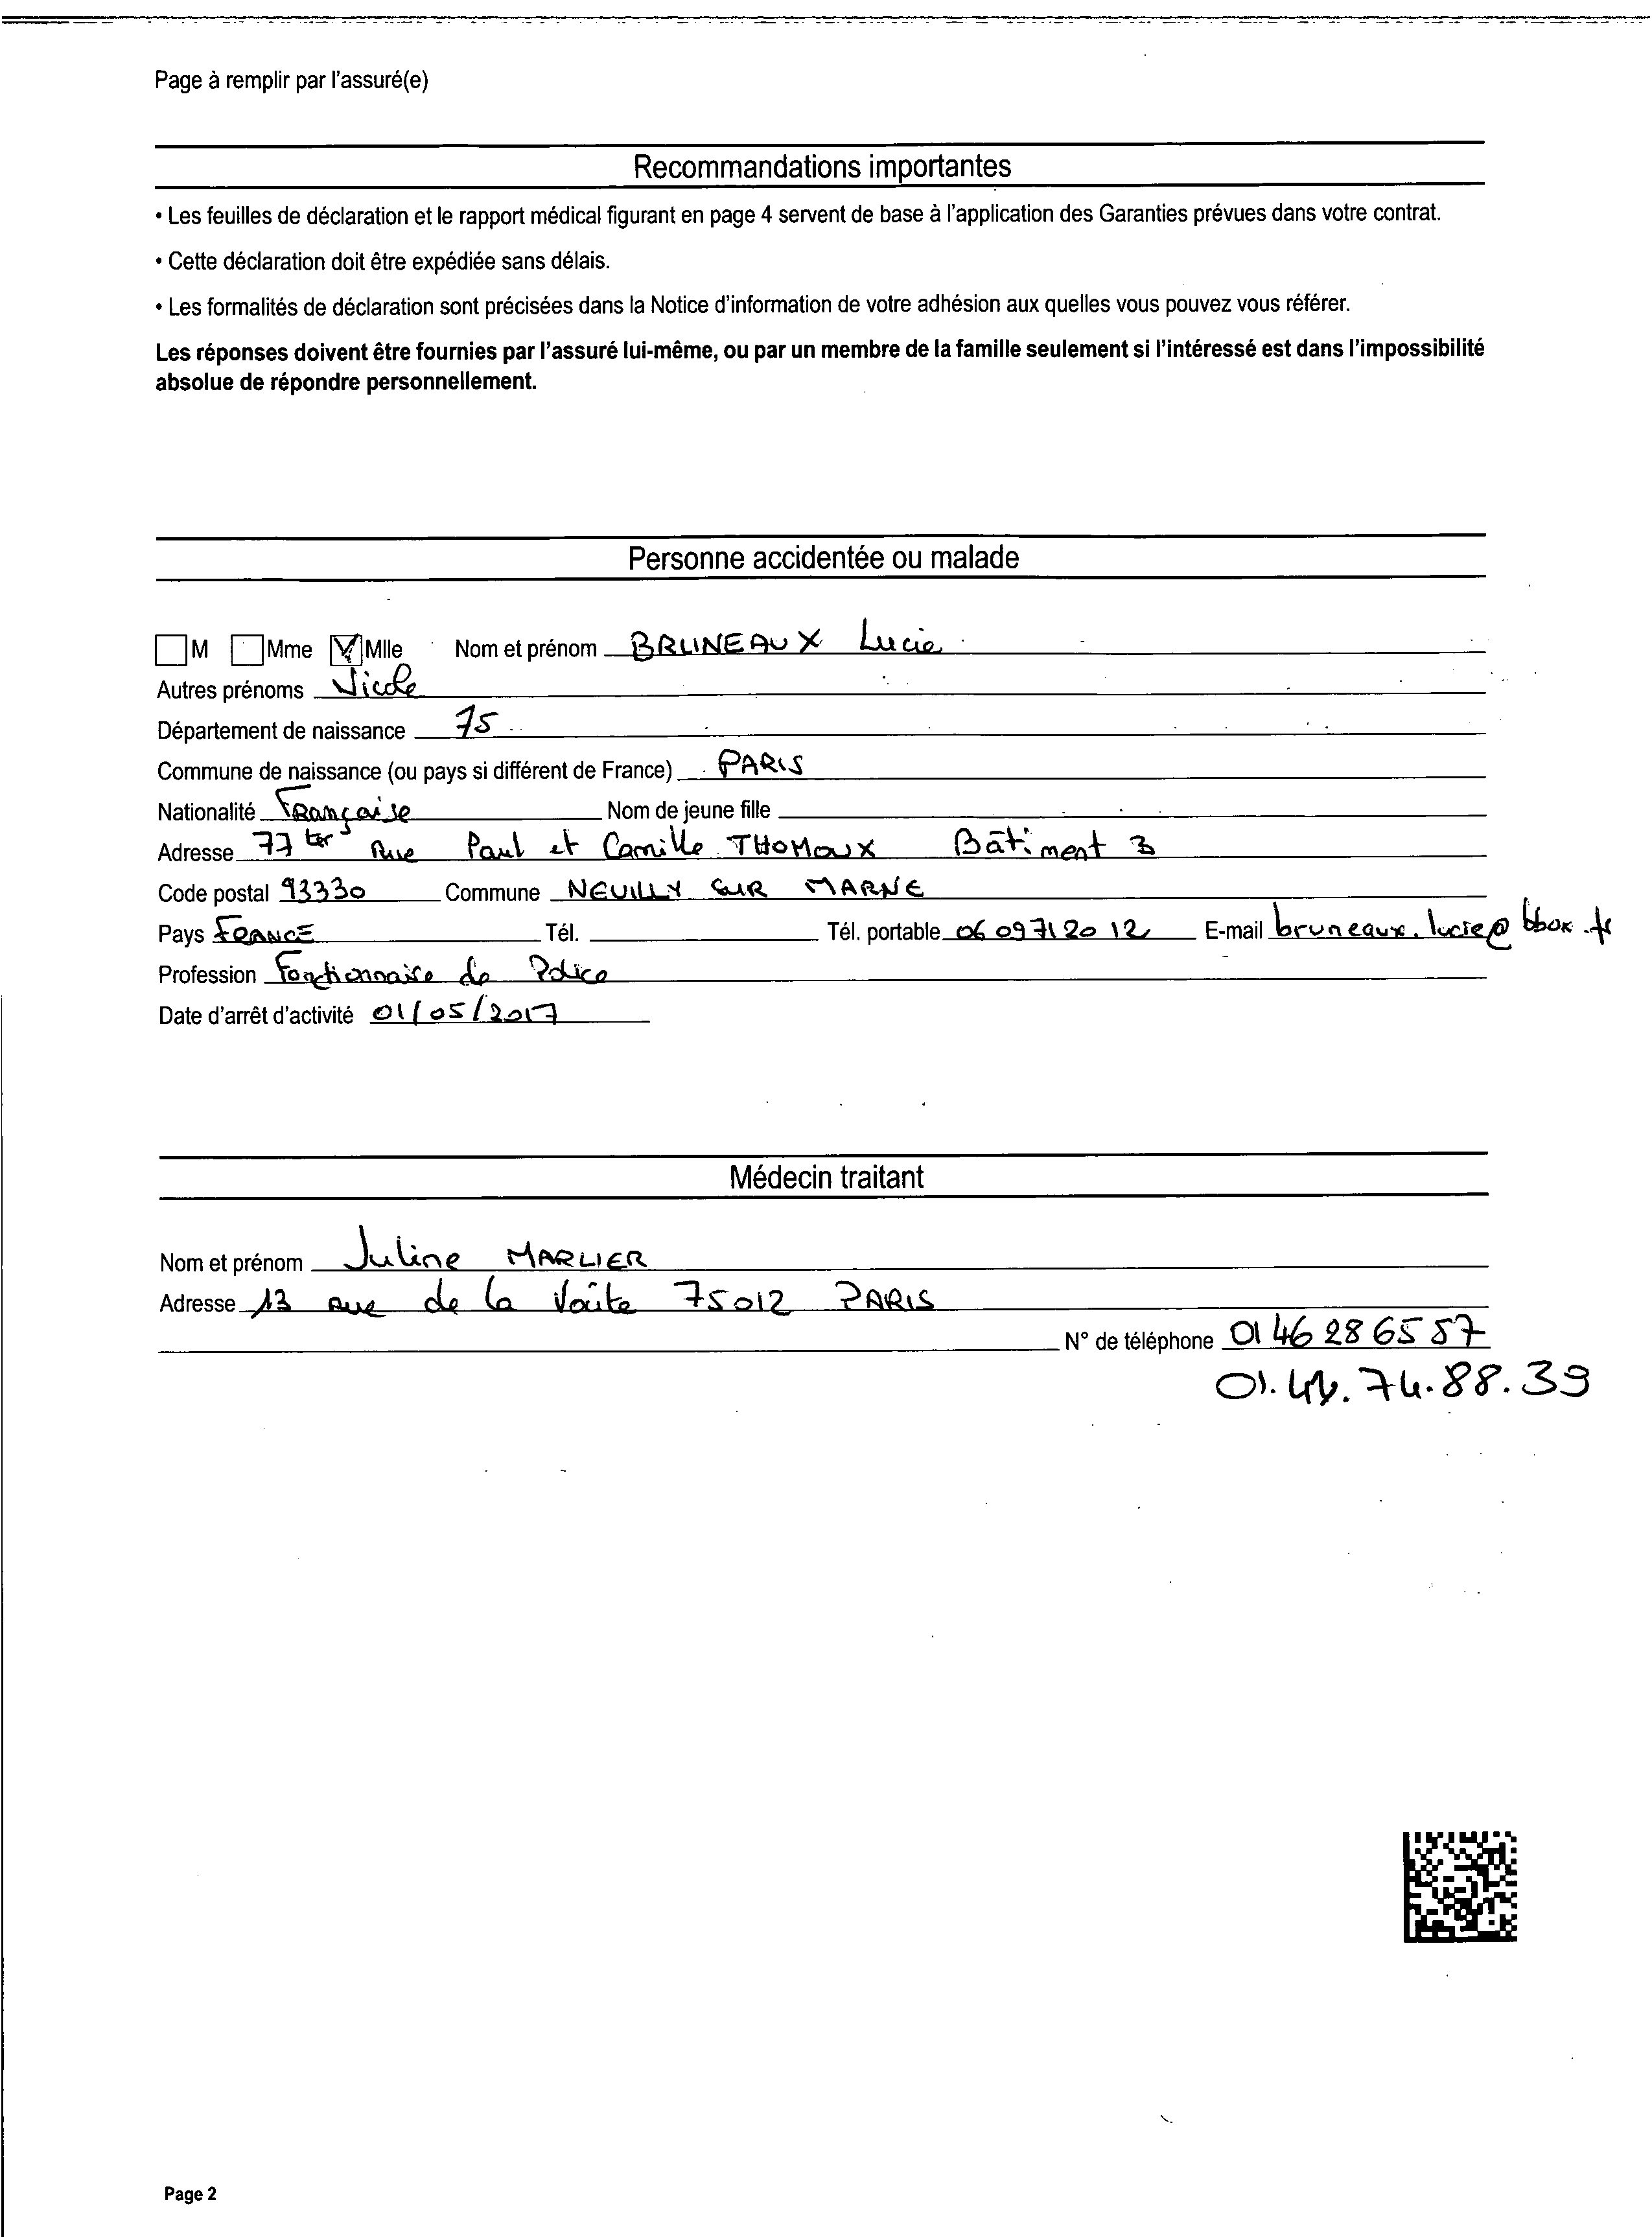 Page à remplir par l'assuré(e)
Recommandations importantes
• Les feuilles de déclaration et le rapport médical figurant en page 4 servent de base à l'application des Garanties prévues dans votre contrat.
• Cette déclaration doit être expédiée sans délais.
• Les formalités de déclaration sont précisées dans la Notice d'information de votre adhésion aux quelles vous pouvez vous référer.
Les réponses doivent être fournies par l'assuré lui-même, ou par un membre de la famille seulement si l'intéressé est dans l'impossibilité
absolue de répondre personnellement.
Personne accidentée ou malade
M Mme Mlle Nom et prénom BRUNEAUX Lucie
Autres prénoms Nicole
Département de naissance 75
Commune de naissance (ou pays si différent de France) PARIS
Nationalité Française Nom de jeune fille
Adresse 77 ter Rue Paul et Camille THOMOUX Bâtiment 3
Code postal 93330 Commune NEUILLY SUR MARNE
Pays FRANCE Tél. Tél. portable 06 09 71 20 12 E-mail bruneaux.lucie@bbox.fr
Profession Fonctionnaire de Police
Date d'arrêt d'activité 01/05/2017
Médecin traitant
Nom et prénom Juline MARLIER
Adresse 13 rue de la Voûte 75012 PARIS
N° de téléphone 01 46 28 65 57
74.88.39
Page 2